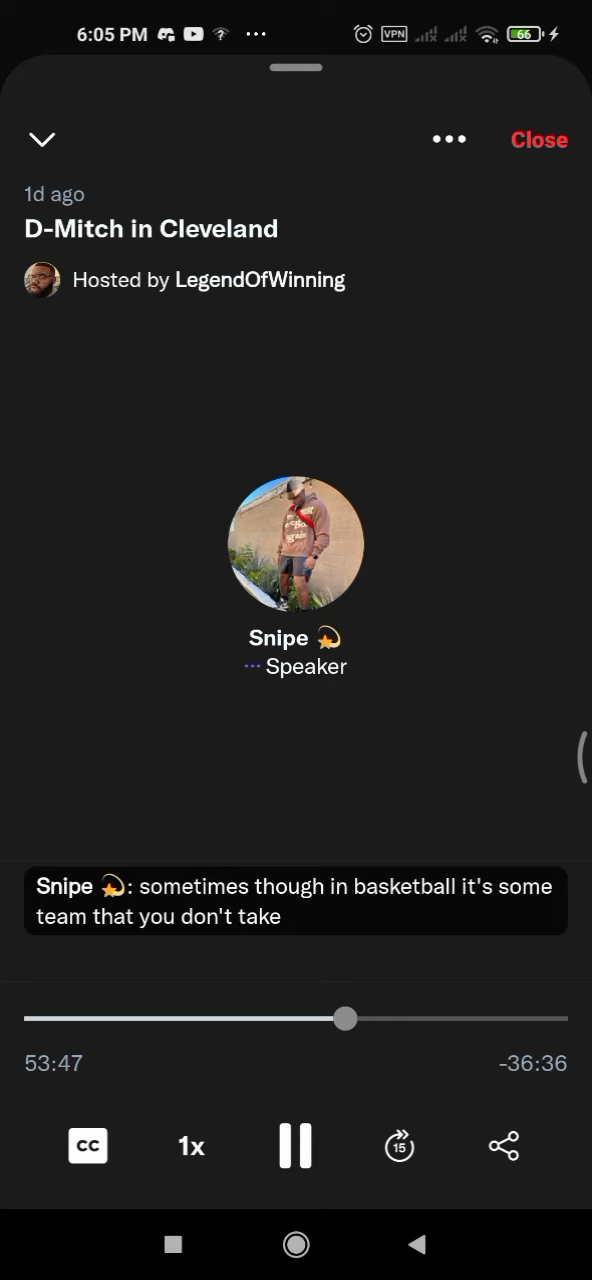 6:05 PM
VPN
66
Close
1d ago
D-Mitch in Cleveland
Hosted by LegendOfWinning
Snipe 💫
Speaker
Snipe 💫: sometimes though in basketball it's some
team that you don't take
53:47
-36:36
CC
1x
15